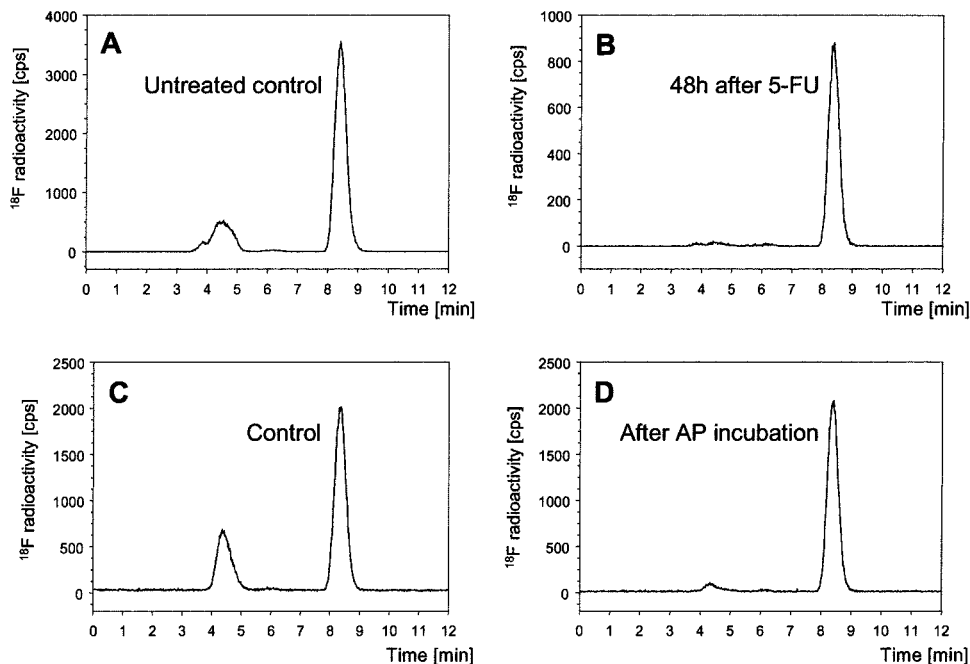 A
Untreated control
¹⁸F radioactivity [cps]
4000
3000
2000
1000
0
0 1 2 3 4 5 6 7 8 9 10 11 12
Time [min]
B
48h after 5-FU
¹⁸F radioactivity [cps]
1000
800
600
400
200
0
0 1 2 3 4 5 6 7 8 9 10 11 12
Time [min]
C
Control
¹⁸F radioactivity [cps]
2500
2000
1500
1000
500
0
0 1 2 3 4 5 6 7 8 9 10 11 12
Time [min]
D
After AP incubation
¹⁸F radioactivity [cps]
2500
2000
1500
1000
500
0
0 1 2 3 4 5 6 7 8 9 10 11 12
Time [min]